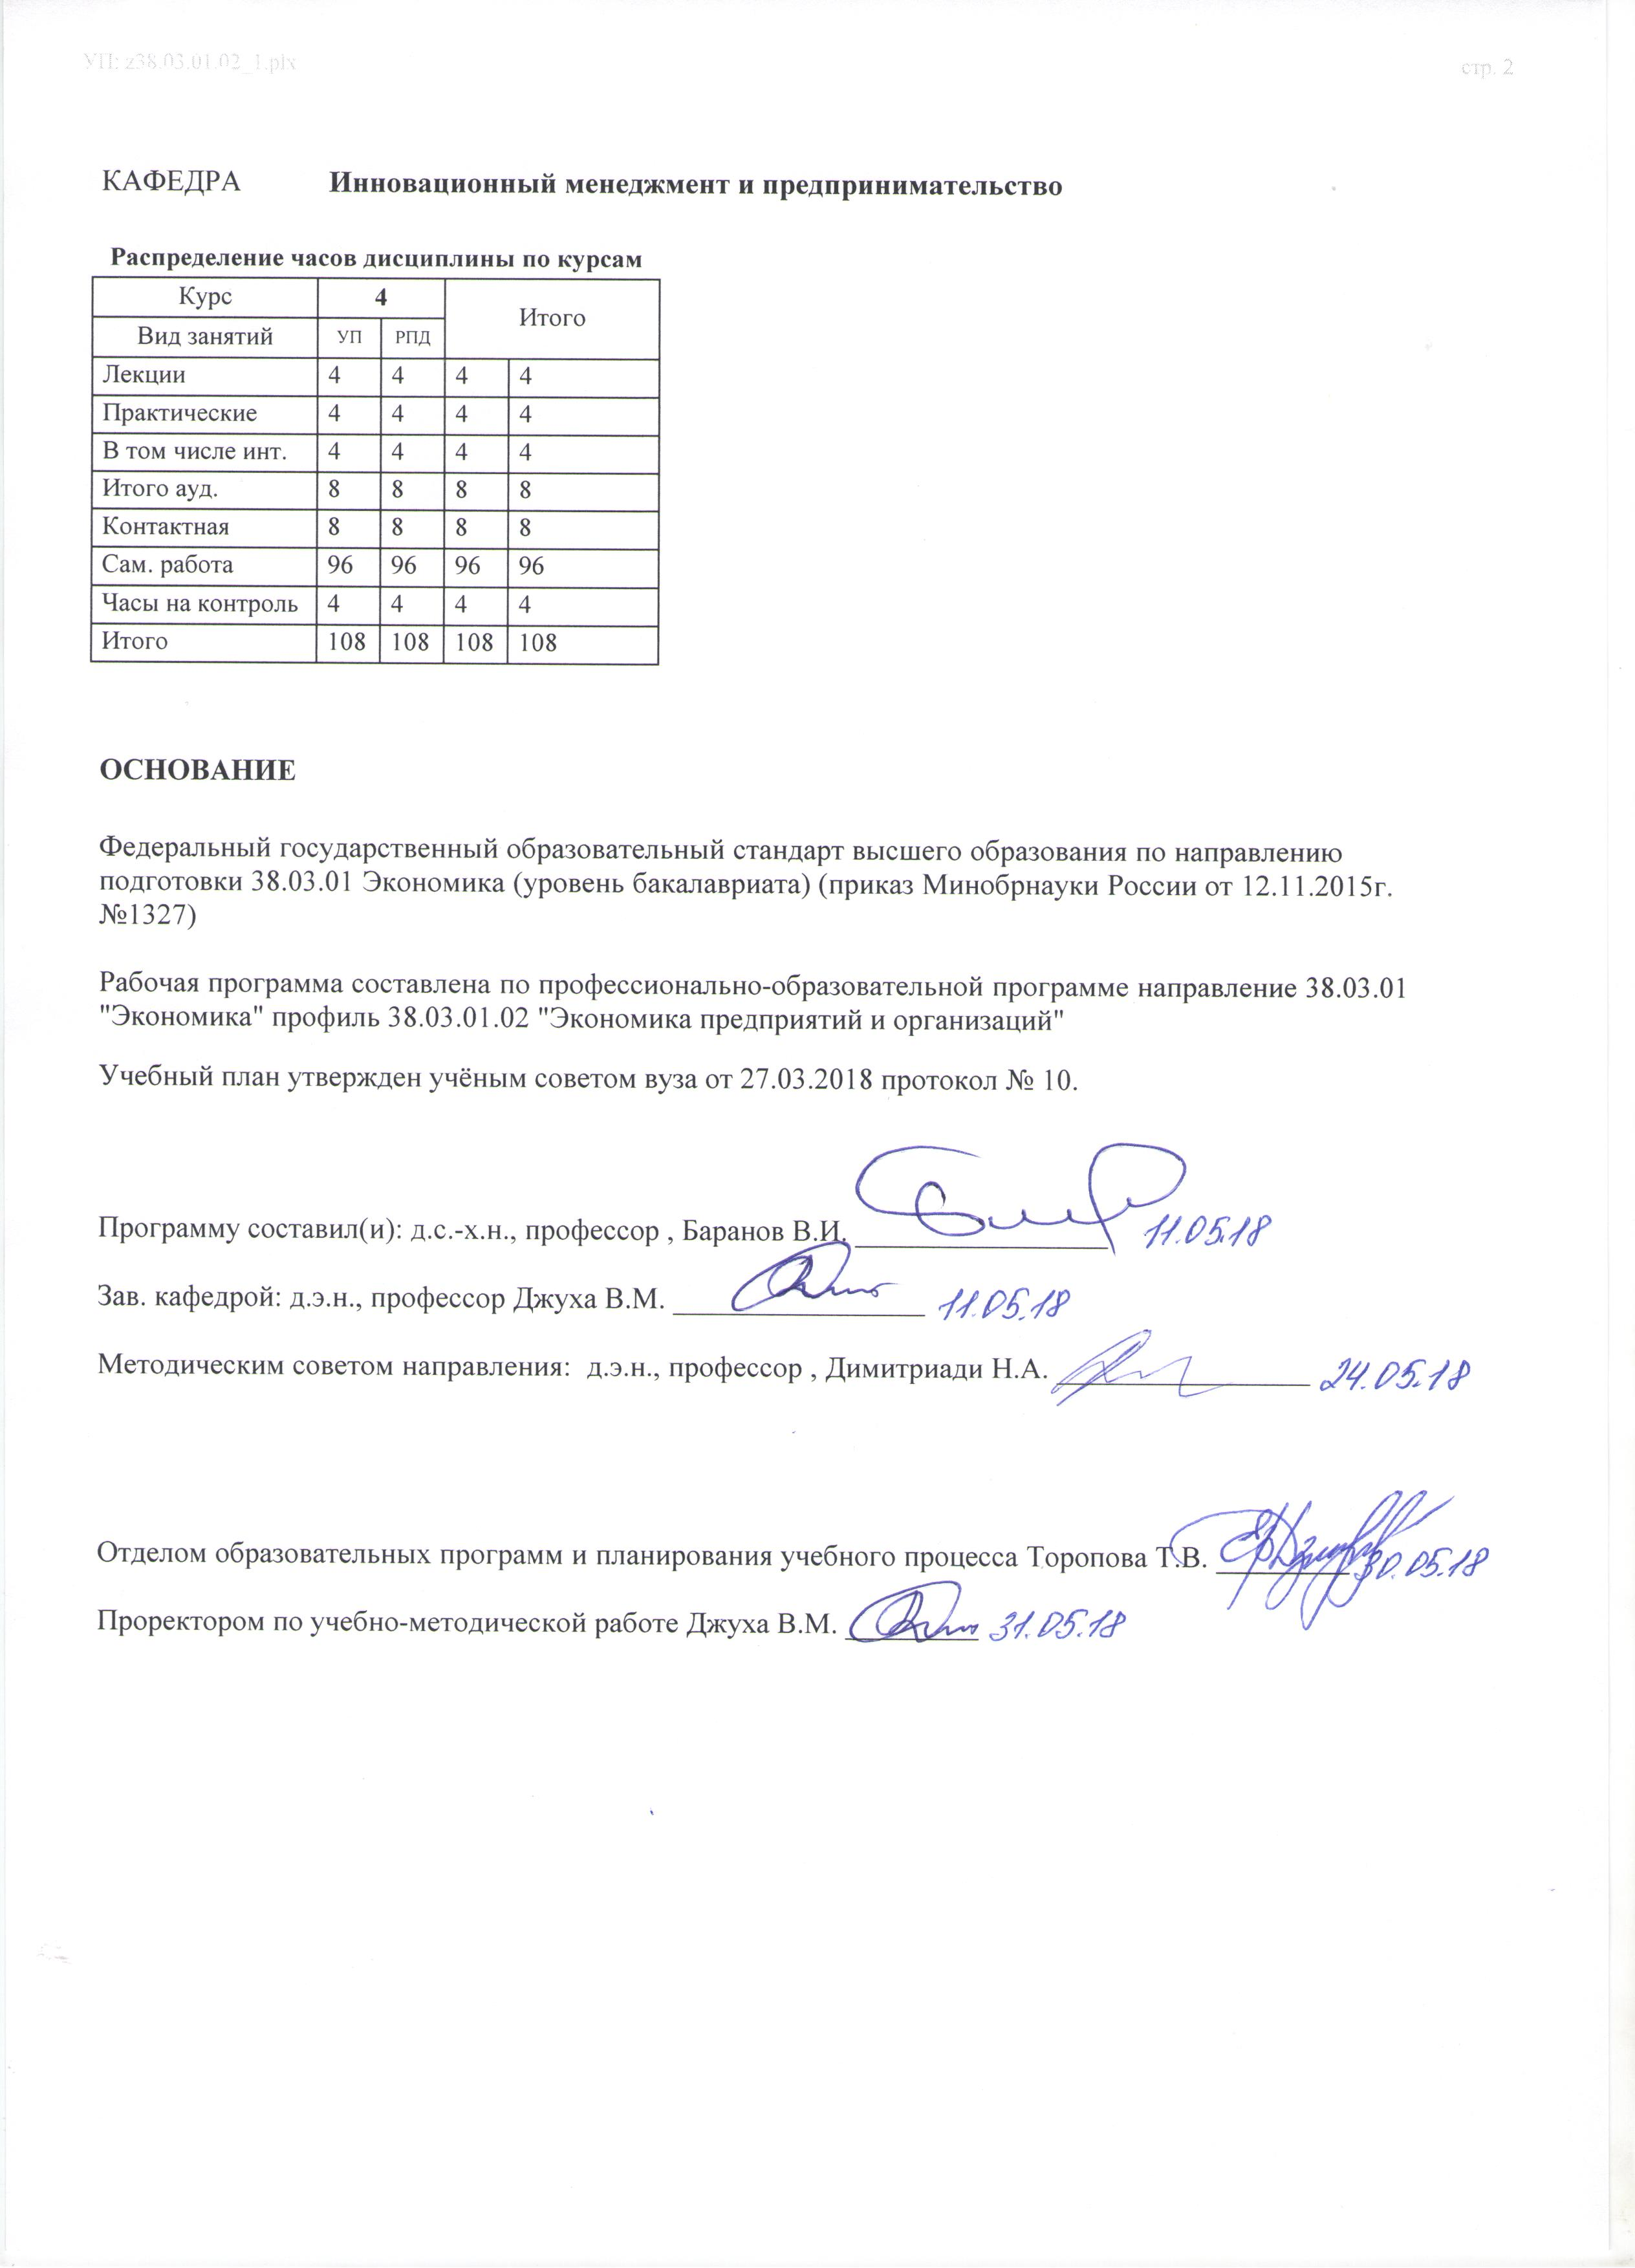 УП: z38.03.01.02_1.plx
стр. 2
КАФЕДРА Инновационный менеджмент и предпринимательство
Распределение часов дисциплины по курсам
Курс 4 Итого
Вид занятий УП РПД
Лекции 4 4 4 4
Практические 4 4 4 4
В том числе инт. 4 4 4 4
Итого ауд. 8 8 8 8
Контактная 8 8 8 8
Сам. работа 96 96 96 96
Часы на контроль 4 4 4 4
Итого 108 108 108 108
ОСНОВАНИЕ
Федеральный государственный образовательный стандарт высшего образования по направлению
подготовки 38.03.01 Экономика (уровень бакалавриата) (приказ Минобрнауки России от 12.11.2015г.
№1327)
Рабочая программа составлена по профессионально-образовательной программе направление 38.03.01
"Экономика" профиль 38.03.01.02 "Экономика предприятий и организаций"
Учебный план утвержден учёным советом вуза от 27.03.2018 протокол № 10.
Программу составил(и): д.с.-х.н., профессор , Баранов В.И. 11.05.18
Зав. кафедрой: д.э.н., профессор Джуха В.М. 11.05.18
Методическим советом направления: д.э.н., профессор , Димитриади Н.А. 24.05.18
Отделом образовательных программ и планирования учебного процесса Торопова Т.В. 30.05.18
Проректором по учебно-методической работе Джуха В.М. 31.05.18